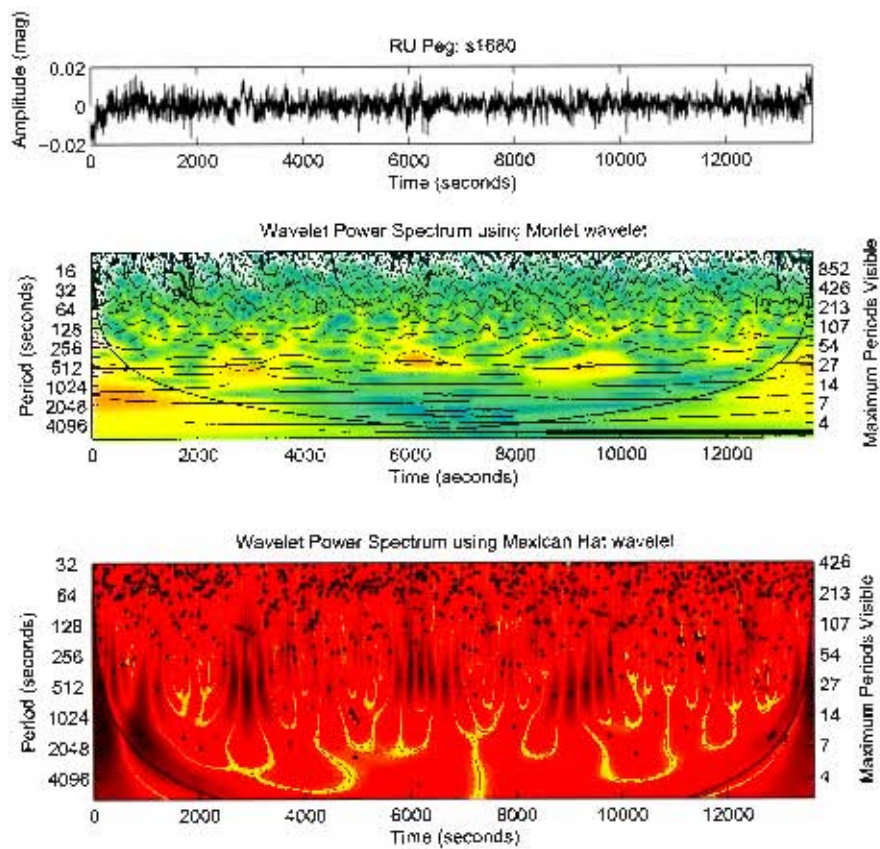 RU Peg: s1680
Amplitude (mag)
0.02
0
−0.02
0 2000 4000 6000 8000 10000 12000
Time (seconds)
Wavelet Power Spectrum using Morlet wavelet
Period (seconds)
16
32
64
128
256
512
1024
2048
4096
852
426
213
107
54
27
14
7
4
Maximum Periods Visible
0 2000 4000 6000 8000 10000 12000
Time (seconds)
Wavelet Power Spectrum using Mexican Hat wavelet
Period (seconds)
32
64
128
256
512
1024
2048
4096
426
213
107
54
27
14
7
4
Maximum Periods Visible
0 2000 4000 6000 8000 10000 12000
Time (seconds)